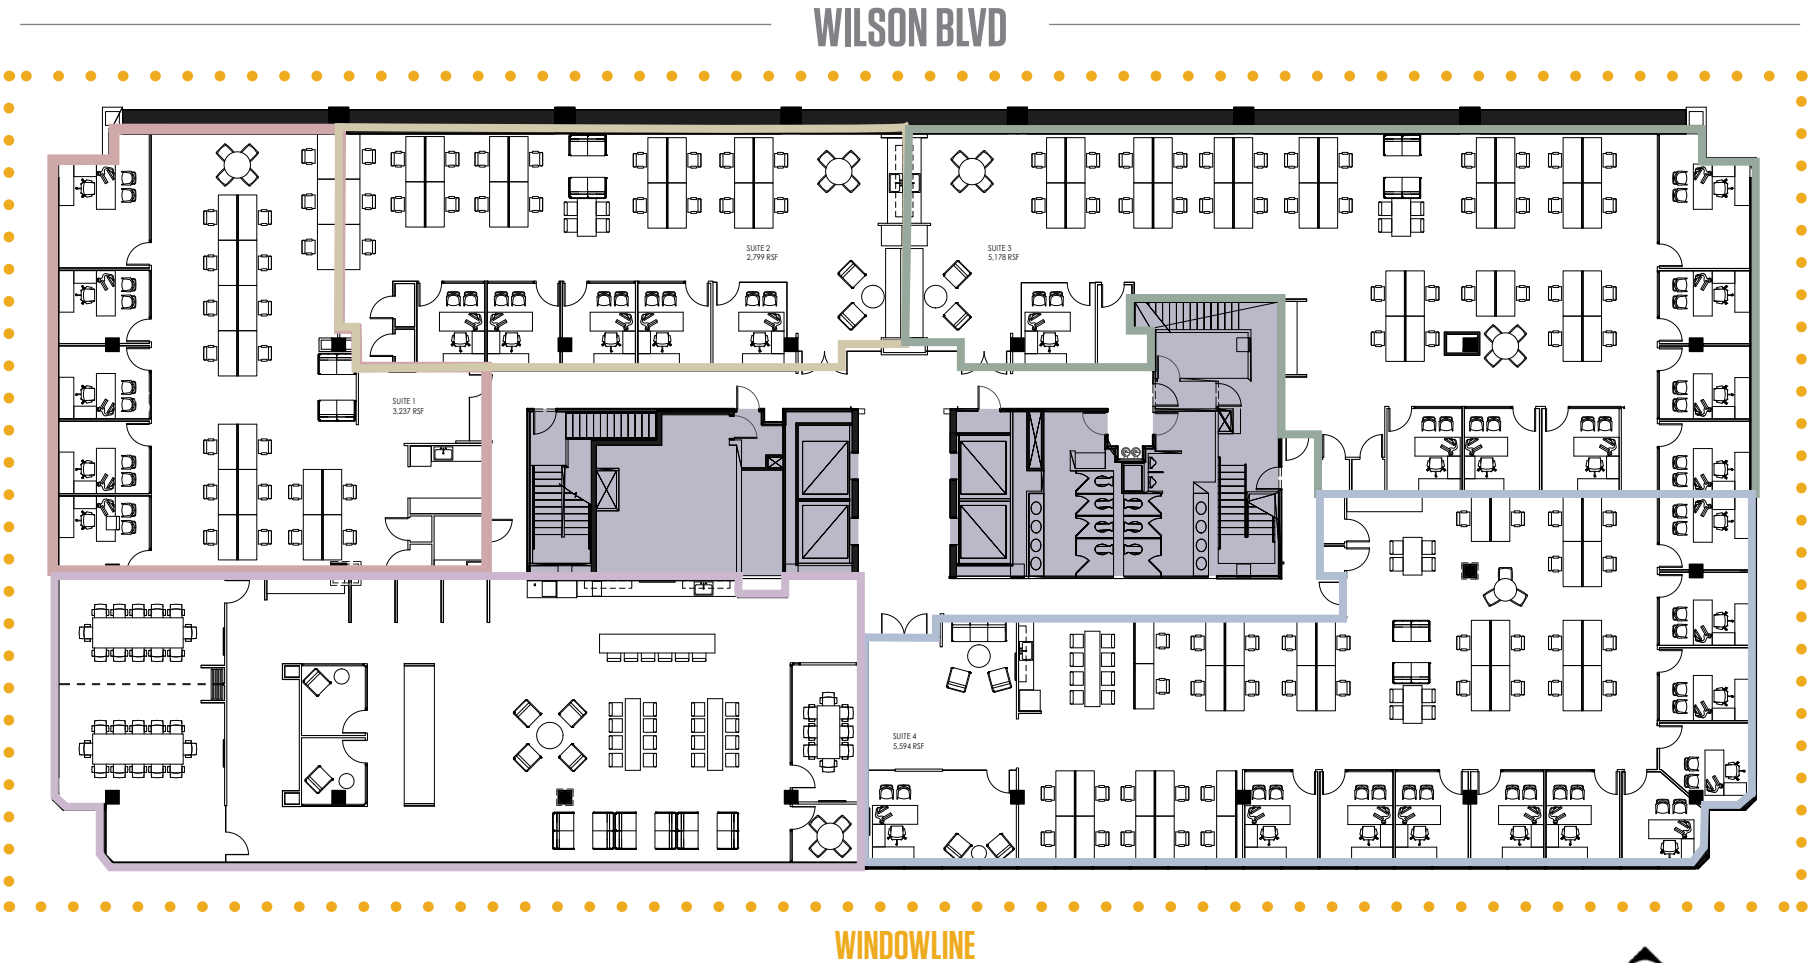 WILSON BLVD
SUITE 2
2,799 RSF
SUITE 3
5,178 RSF
SUITE 1
3,237 RSF
SUITE 4
5,594 RSF
WINDOWLINE